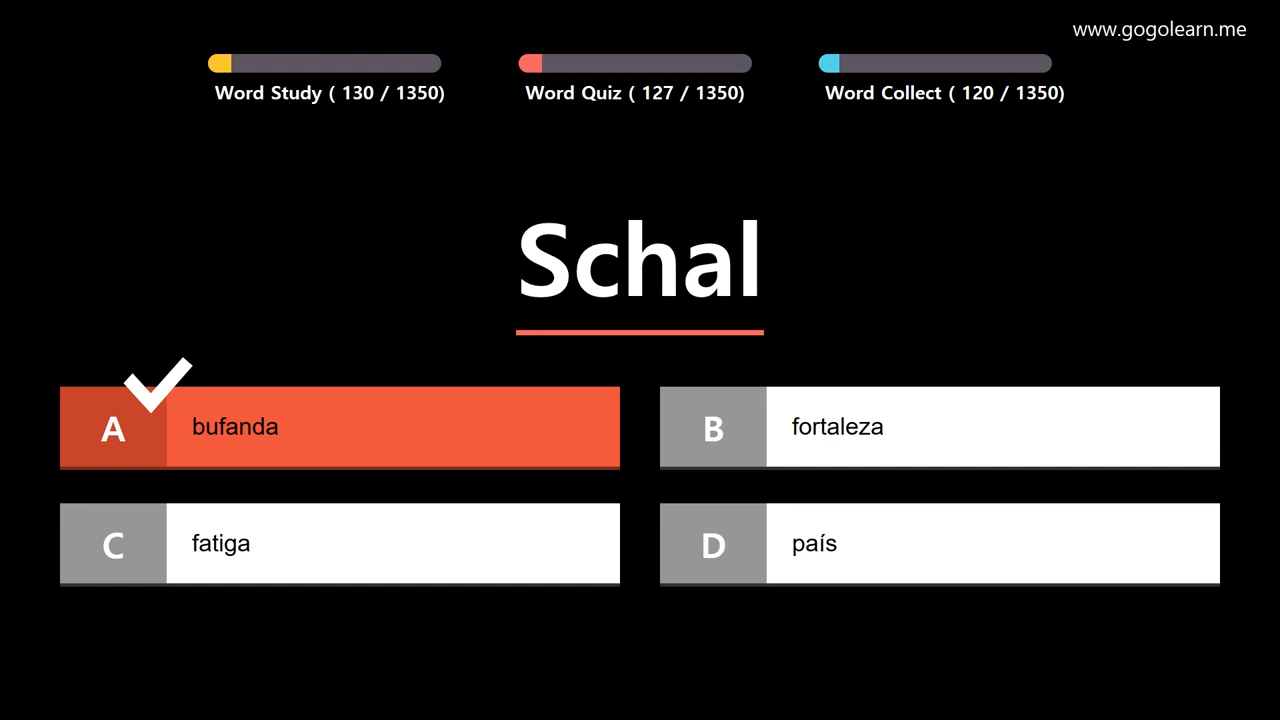 www.gogolearn.me
Word Study ( 130 / 1350)
Word Quiz ( 127 / 1350)
Word Collect ( 120 / 1350)
Schal
A bufanda
B fortaleza
C fatiga
D país